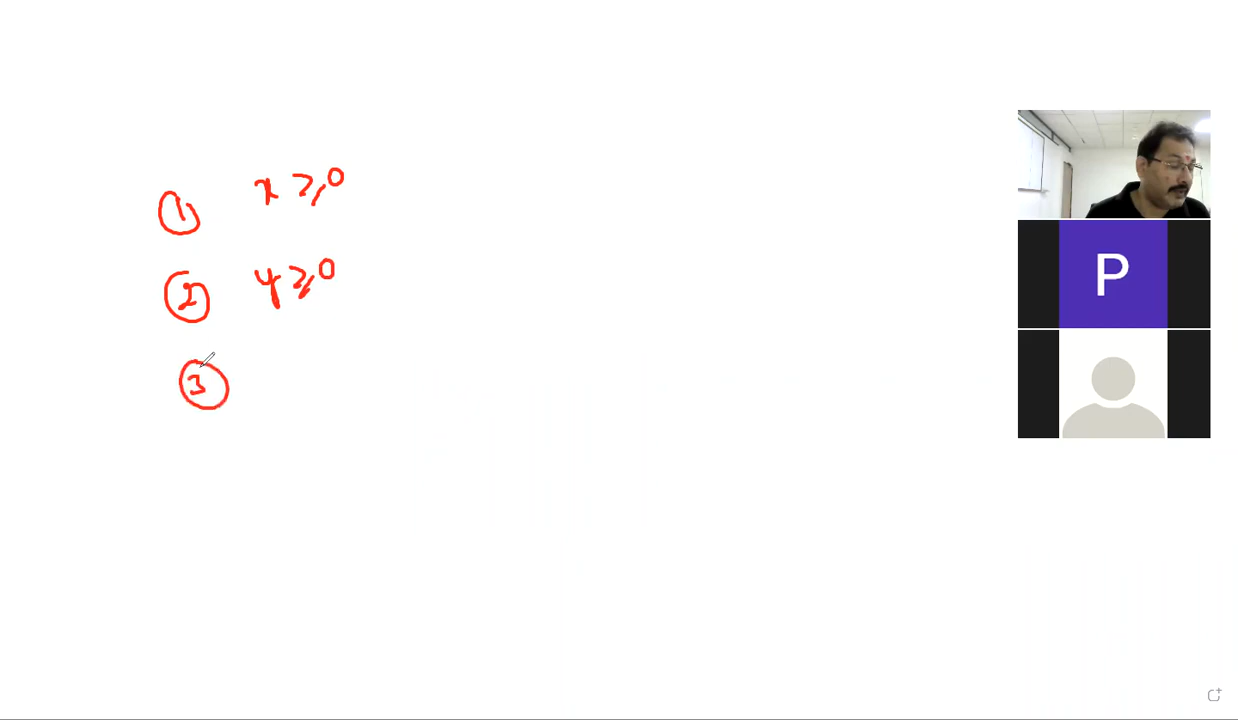 ① x ≥ 0
② y ≥ 0
③
P